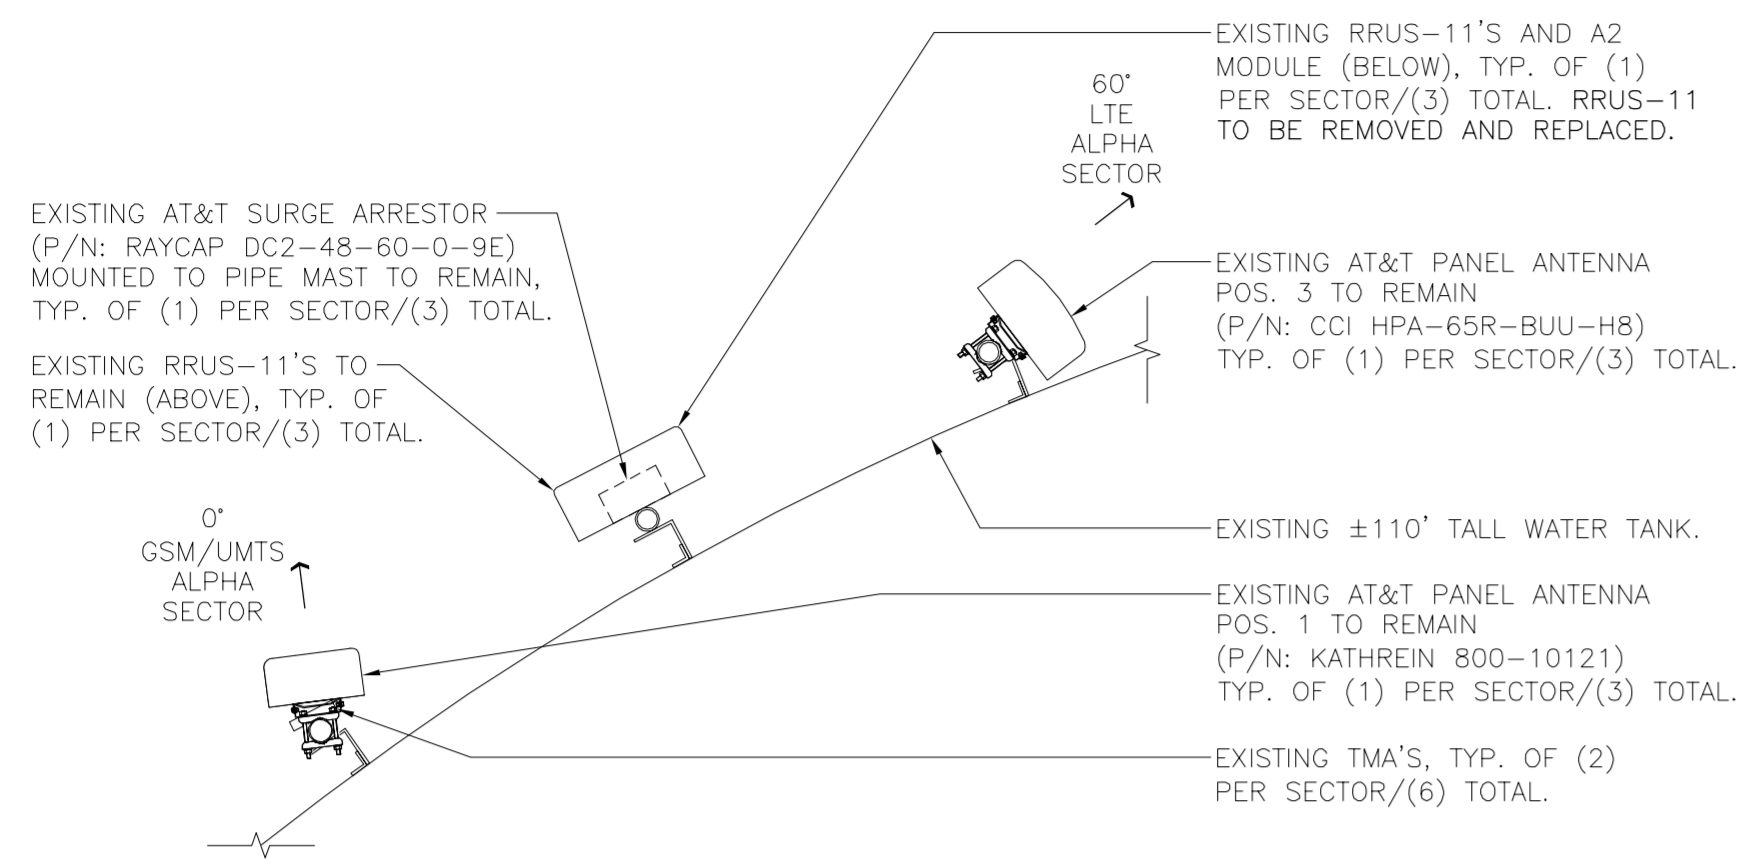 EXISTING RRUS-11'S AND A2
MODULE (BELOW), TYP. OF (1)
PER SECTOR/(3) TOTAL. RRUS-11
TO BE REMOVED AND REPLACED.
60°
LTE
ALPHA
SECTOR
EXISTING AT&T SURGE ARRESTOR
(P/N: RAYCAP DC2-48-60-0-9E)
MOUNTED TO PIPE MAST TO REMAIN,
TYP. OF (1) PER SECTOR/(3) TOTAL.
EXISTING AT&T PANEL ANTENNA
POS. 3 TO REMAIN
(P/N: CCI HPA-65R-BUU-H8)
TYP. OF (1) PER SECTOR/(3) TOTAL.
EXISTING RRUS-11'S TO
REMAIN (ABOVE), TYP. OF
(1) PER SECTOR/(3) TOTAL.
0°
GSM/UMTS
ALPHA
SECTOR
EXISTING ±110' TALL WATER TANK.
EXISTING AT&T PANEL ANTENNA
POS. 1 TO REMAIN
(P/N: KATHREIN 800-10121)
TYP. OF (1) PER SECTOR/(3) TOTAL.
EXISTING TMA'S, TYP. OF (2)
PER SECTOR/(6) TOTAL.